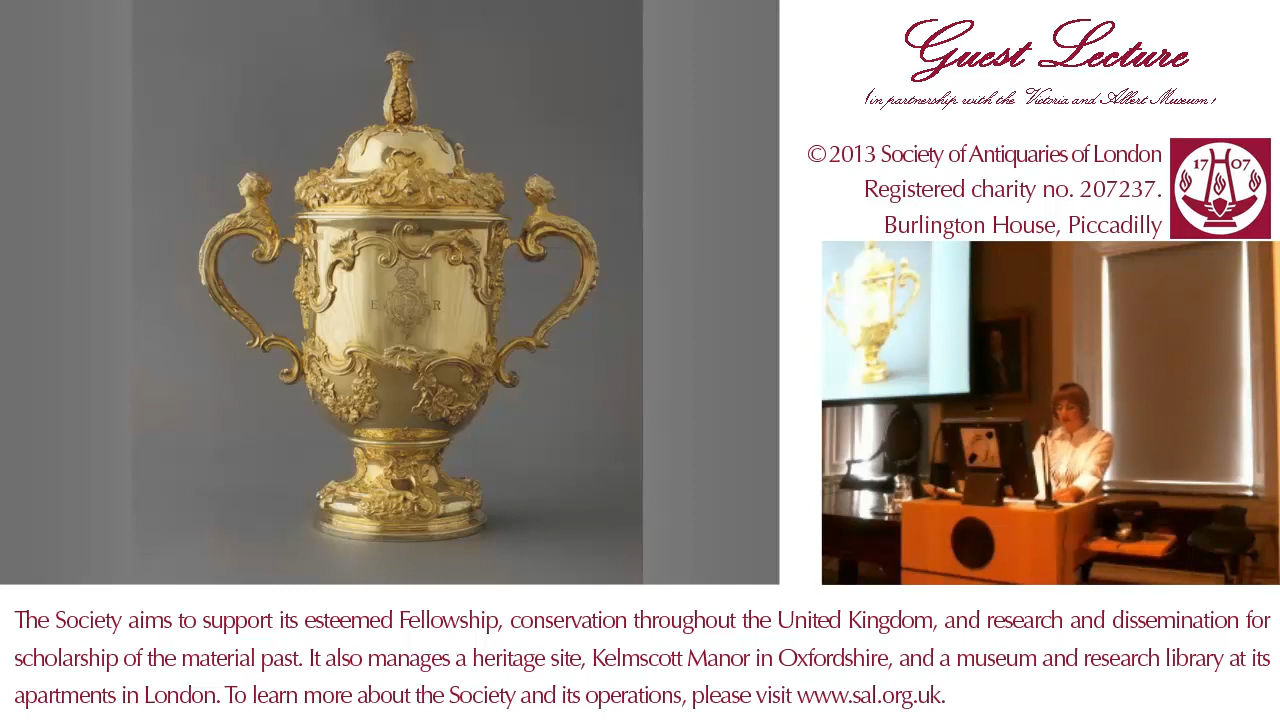 Guest Lecture
(in partnership with the Victoria and Albert Museum)
© 2013 Society of Antiquaries of London
Registered charity no. 207237.
Burlington House, Piccadilly
17 07
E R
The Society aims to support its esteemed Fellowship, conservation throughout the United Kingdom, and research and dissemination for
scholarship of the material past. It also manages a heritage site, Kelmscott Manor in Oxfordshire, and a museum and research library at its
apartments in London. To learn more about the Society and its operations, please visit www.sal.org.uk.